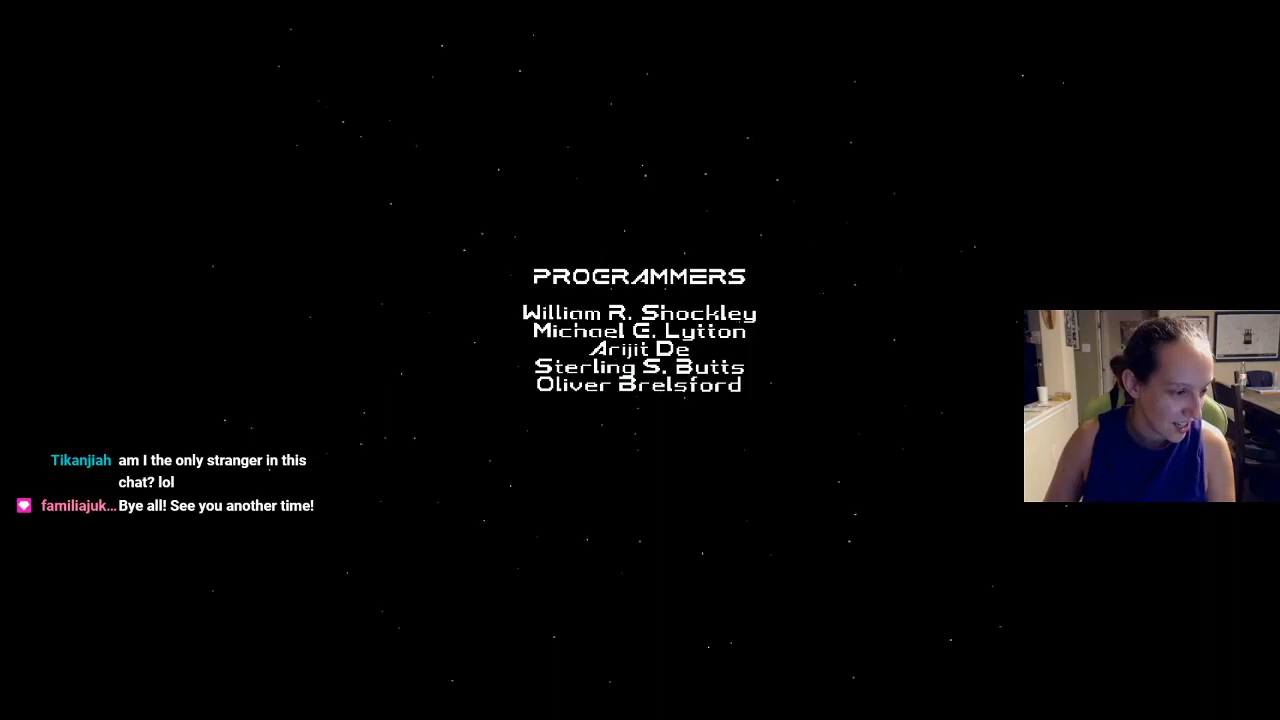 PROGRAMMERS
William R. Shockley
Michael E. Lytton
Arijit De
Sterling S. Butts
Oliver Brelsford
Tikanjiah am I the only stranger in this
chat? lol
familiajuk... Bye all! See you another time!